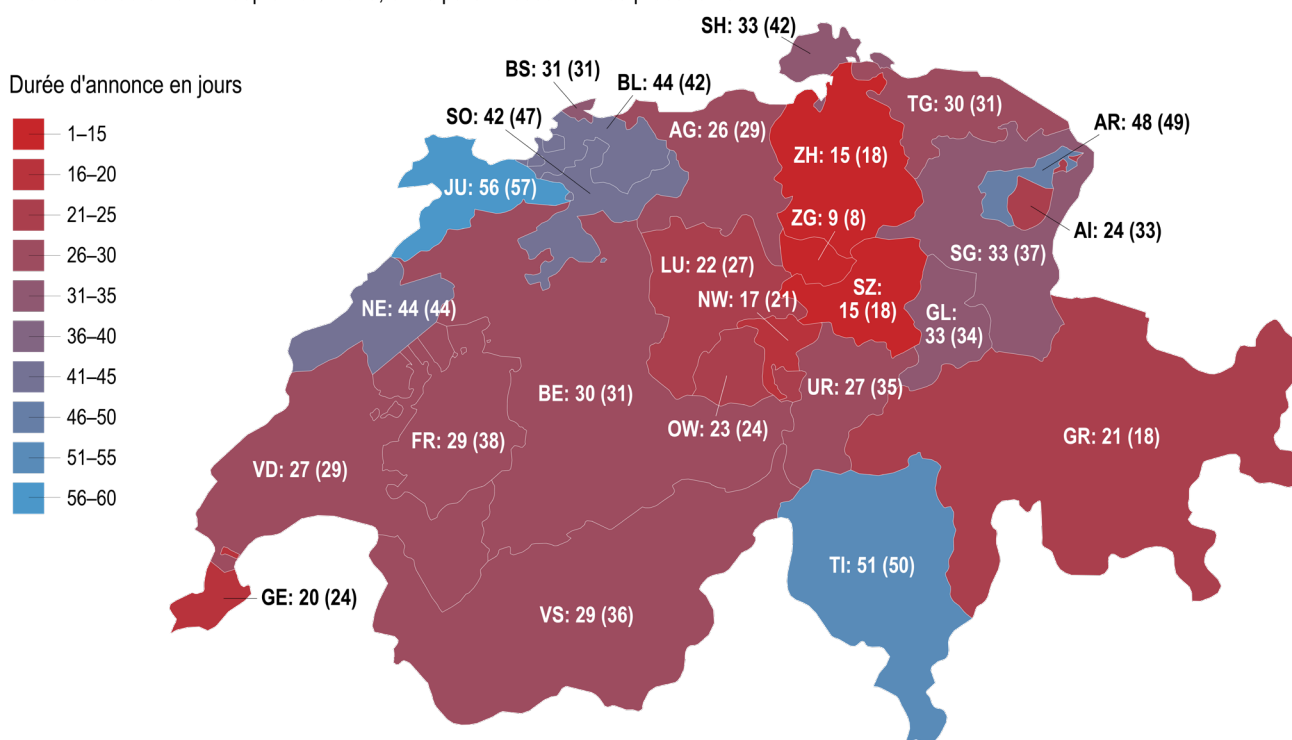 Durée d'annonce en jours
1–15
16–20
21–25
26–30
31–35
36–40
41–45
46–50
51–55
56–60
SH: 33 (42)
BS: 31 (31)
BL: 44 (42)
SO: 42 (47)
AG: 26 (29)
TG: 30 (31)
AR: 48 (49)
ZH: 15 (18)
JU: 56 (57)
ZG: 9 (8)
AI: 24 (33)
SG: 33 (37)
LU: 22 (27)
SZ:
15 (18)
NW: 17 (21)
NE: 44 (44)
GL:
33 (34)
BE: 30 (31)
UR: 27 (35)
OW: 23 (24)
FR: 29 (38)
GR: 21 (18)
VD: 27 (29)
TI: 51 (50)
GE: 20 (24)
VS: 29 (36)